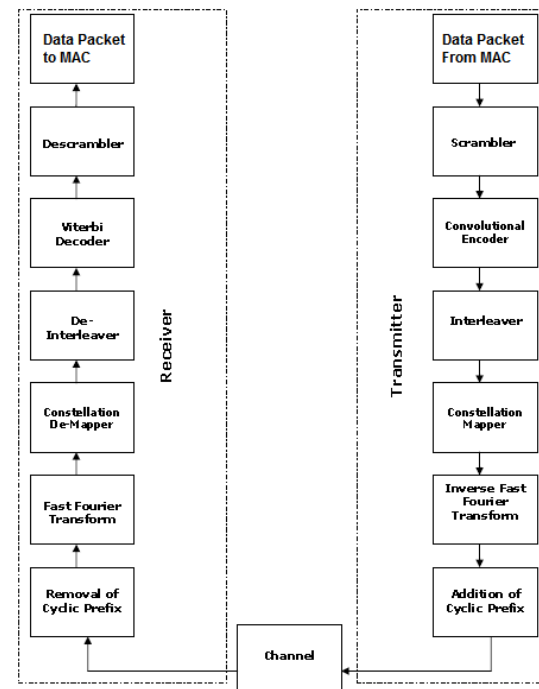 Data Packet
to MAC
Descrambler
Viterbi
Decoder
De-
Interleaver
Constellation
De-Mapper
Fast Fourier
Transform
Removal of
Cyclic Prefix
Receiver
Channel
Transmitter
Data Packet
From MAC
Scrambler
Convolutional
Encoder
Interleaver
Constellation
Mapper
Inverse Fast
Fourier
Transform
Addition of
Cyclic Prefix